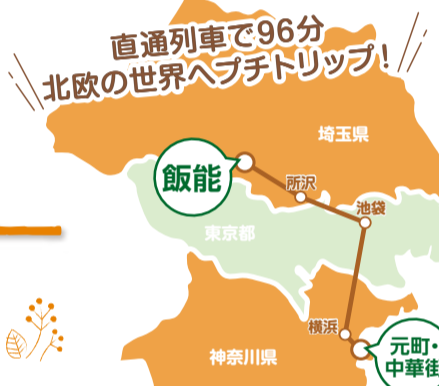 直通列車で96分
北欧の世界へプチトリップ!
埼玉県
飯能
所沢
池袋
東京都
横浜
神奈川県
元町・
中華街